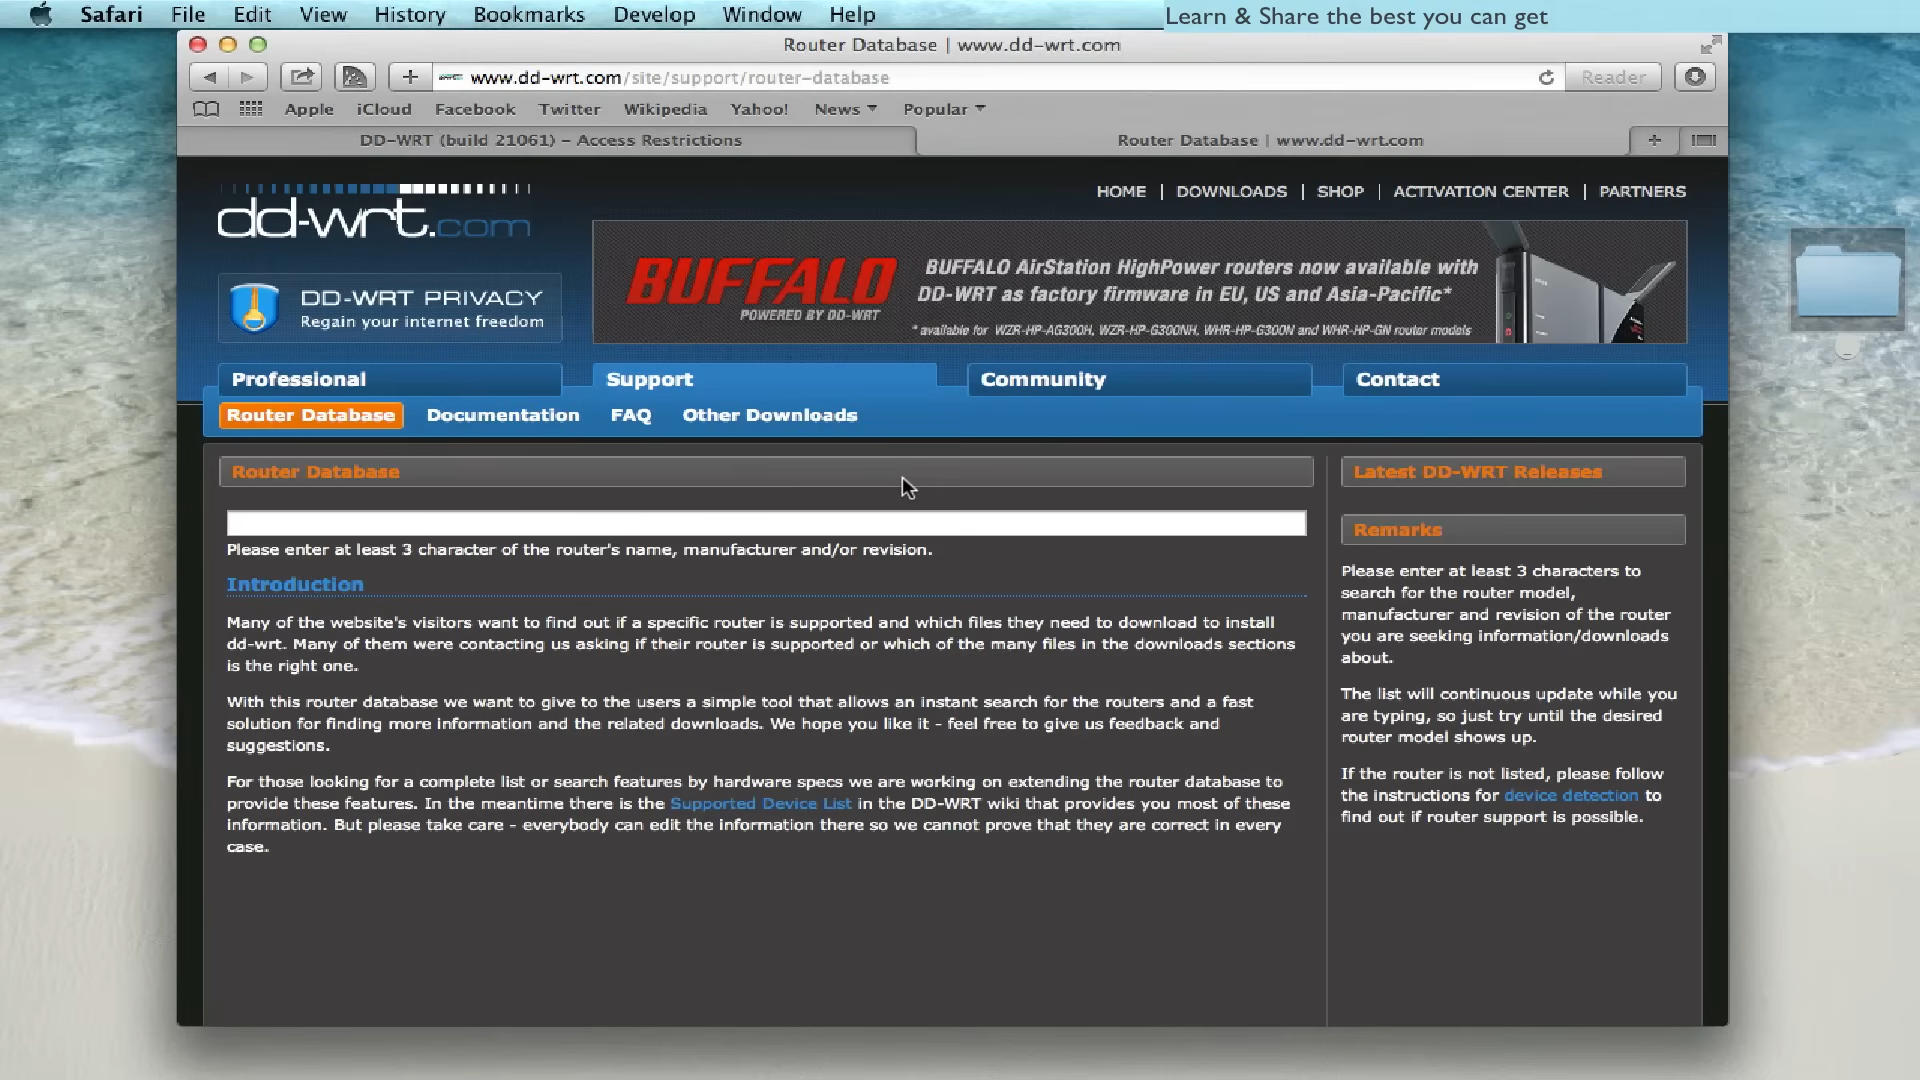 Safari File Edit View History Bookmarks Develop Window Help
Learn & Share the best you can get
Router Database | www.dd-wrt.com
www.dd-wrt.com/site/support/router-database
Reader
Apple iCloud Facebook Twitter Wikipedia Yahoo! News Popular
DD-WRT (build 21061) – Access Restrictions
Router Database | www.dd-wrt.com
dd-wrt.com
HOME | DOWNLOADS | SHOP | ACTIVATION CENTER | PARTNERS
DD-WRT PRIVACY
Regain your internet freedom
BUFFALO
POWERED BY DD-WRT
BUFFALO AirStation HighPower routers now available with
DD-WRT as factory firmware in EU, US and Asia-Pacific*
* available for WZR-HP-AG300H, WZR-HP-G300NH, WHR-HP-G300N and WHR-HP-GN router models
Professional Support Community Contact
Router Database Documentation FAQ Other Downloads
Router Database
Please enter at least 3 character of the router's name, manufacturer and/or revision.
Introduction
Many of the website's visitors want to find out if a specific router is supported and which files they need to download to install
dd-wrt. Many of them were contacting us asking if their router is supported or which of the many files in the downloads sections
is the right one.
With this router database we want to give to the users a simple tool that allows an instant search for the routers and a fast
solution for finding more information and the related downloads. We hope you like it - feel free to give us feedback and
suggestions.
For those looking for a complete list or search features by hardware specs we are working on extending the router database to
provide these features. In the meantime there is the Supported Device List in the DD-WRT wiki that provides you most of these
information. But please take care - everybody can edit the information there so we cannot prove that they are correct in every
case.
Latest DD-WRT Releases
Remarks
Please enter at least 3 characters to
search for the router model,
manufacturer and revision of the router
you are seeking information/downloads
about.
The list will continuous update while you
are typing, so just try until the desired
router model shows up.
If the router is not listed, please follow
the instructions for device detection to
find out if router support is possible.